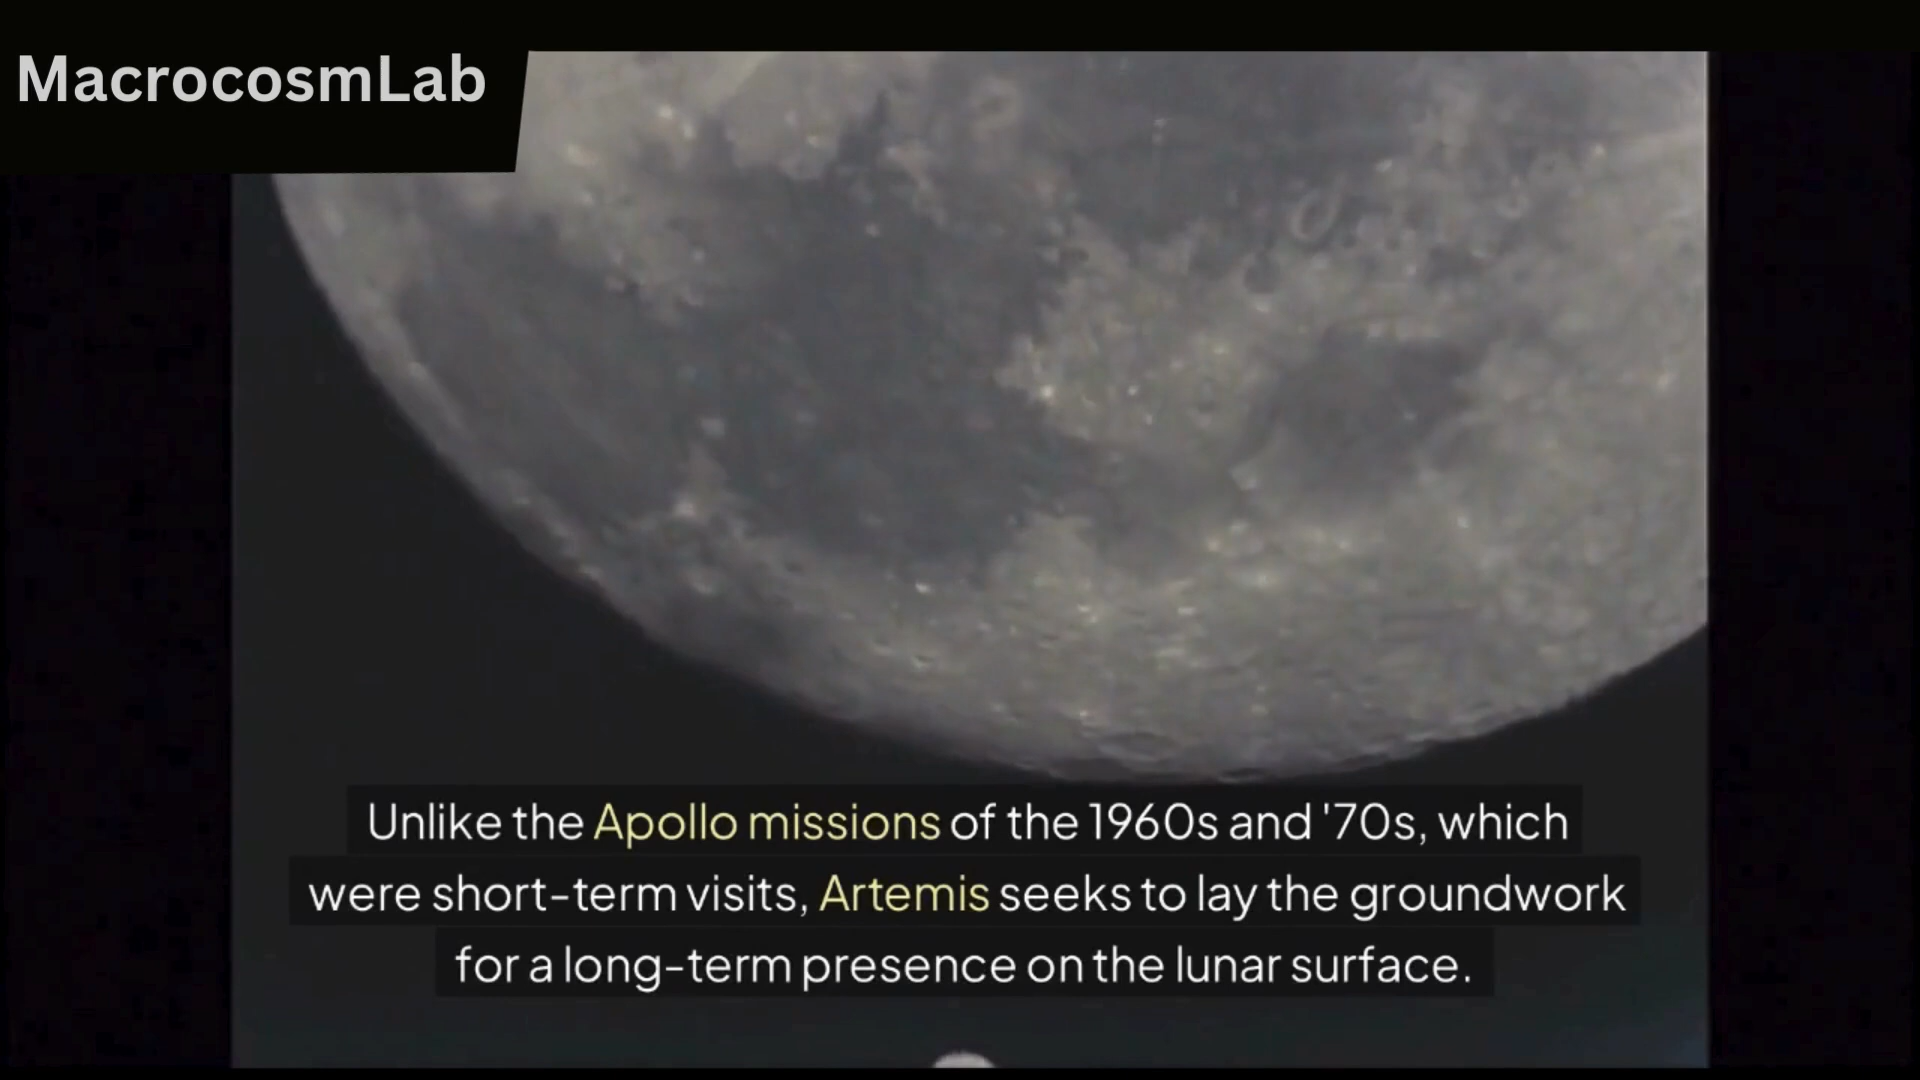 MacrocosmLab
Unlike the Apollo missions of the 1960s and '70s, which
were short-term visits, Artemis seeks to lay the groundwork
for a long-term presence on the lunar surface.